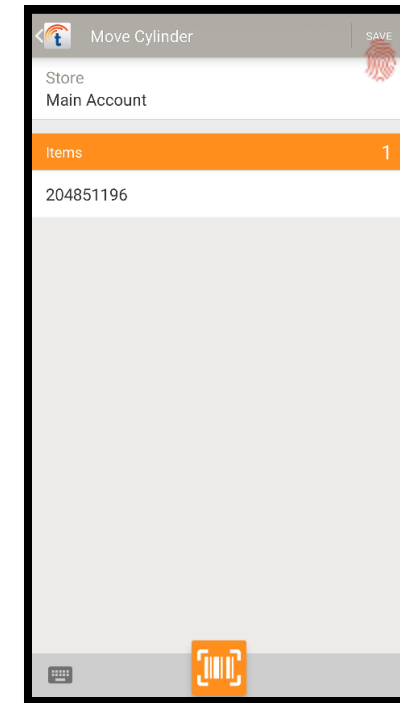 t
Move Cylinder
SAVE
Store
Main Account
Items
1
204851196